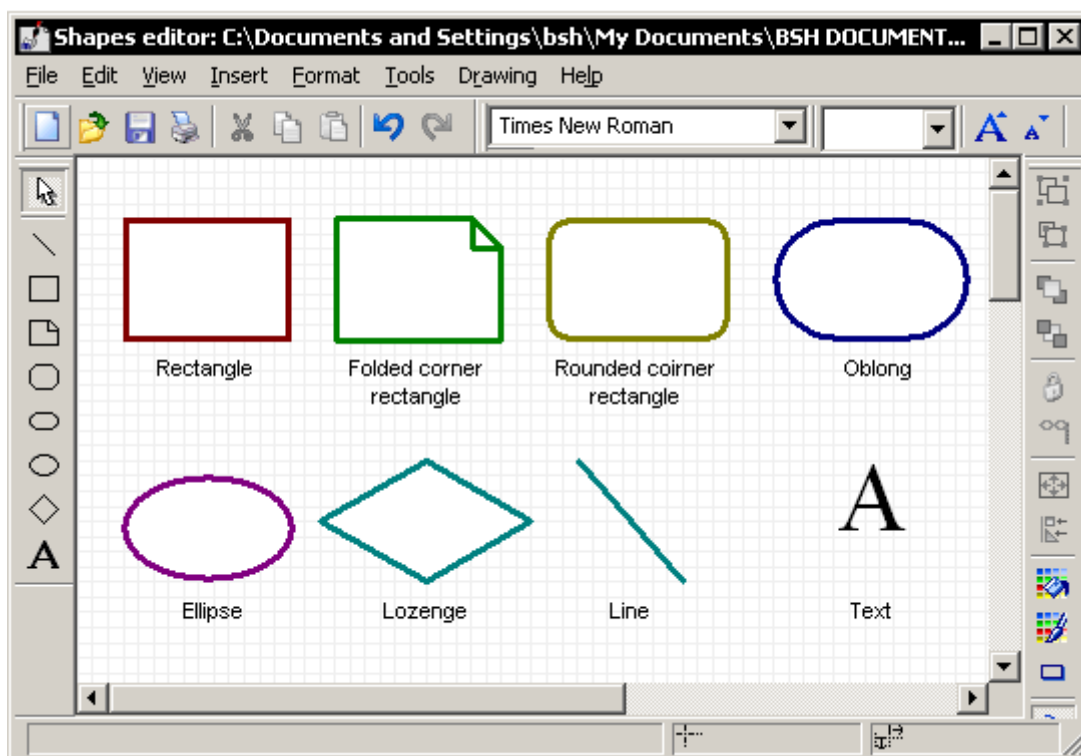 Shapes editor: C:\Documents and Settings\bsh\My Documents\BSH DOCUMENT...
File Edit View Insert Format Tools Drawing Help
Times New Roman
A A
Rectangle
Folded corner
rectangle
Rounded coirner
rectangle
Oblong
A
A
Ellipse
Lozenge
Line
Text